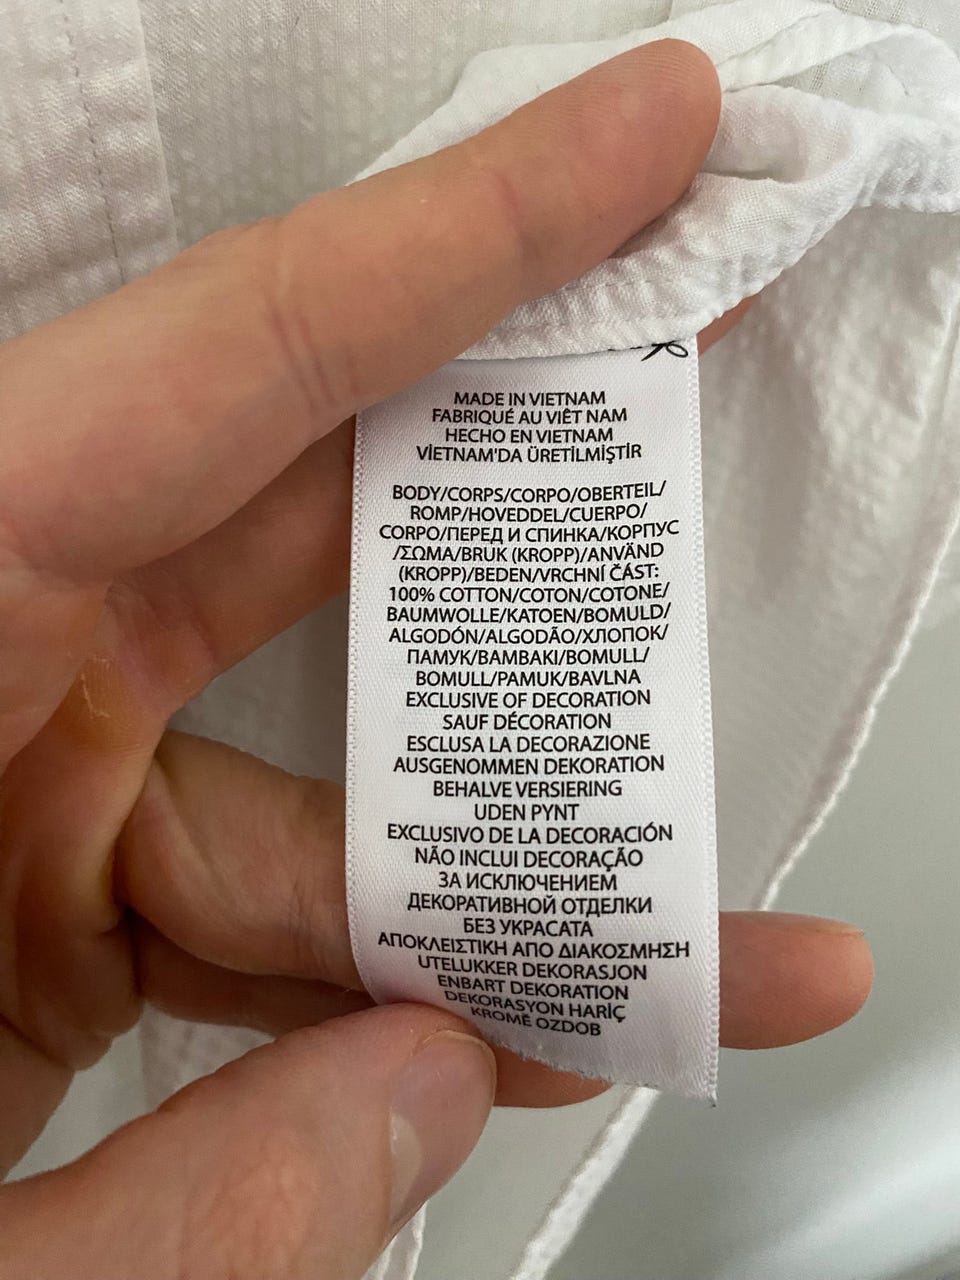 MADE IN VIETNAM
FABRIQUÉ AU VIÊT NAM
HECHO EN VIETNAM
VİETNAM'DA ÜRETİLMİŞTİR
BODY/CORPS/CORPO/OBERTEIL/
ROMP/HOVEDDEL/CUERPO/
CORPO/ПЕРЕД И СПИНКА/КОРПУС
/ΣΩΜΑ/BRUK (KROPP)/ANVÄND
(KROPP)/BEDEN/VRCHNÍ ČÁST:
100% COTTON/COTON/COTONE/
BAUMWOLLE/KATOEN/BOMULD/
ALGODÓN/ALGODÃO/ХЛОПОК/
ПАМУК/ΒΑΜΒΑΚΙ/BOMULL/
BOMULL/PAMUK/BAVLNA
EXCLUSIVE OF DECORATION
SAUF DÉCORATION
ESCLUSA LA DECORAZIONE
AUSGENOMMEN DEKORATION
BEHALVE VERSIERING
UDEN PYNT
EXCLUSIVO DE LA DECORACIÓN
NÃO INCLUI DECORAÇÃO
ЗА ИСКЛЮЧЕНИЕМ
ДЕКОРАТИВНОЙ ОТДЕЛКИ
БЕЗ УКРАСАТА
ΑΠΟΚΛΕΙΣΤΙΚΗ ΑΠΟ ΔΙΑΚΟΣΜΗΣΗ
UTELUKKER DEKORASJON
ENBART DEKORATION
DEKORASYON HARİÇ
KROMĚ OZDOB